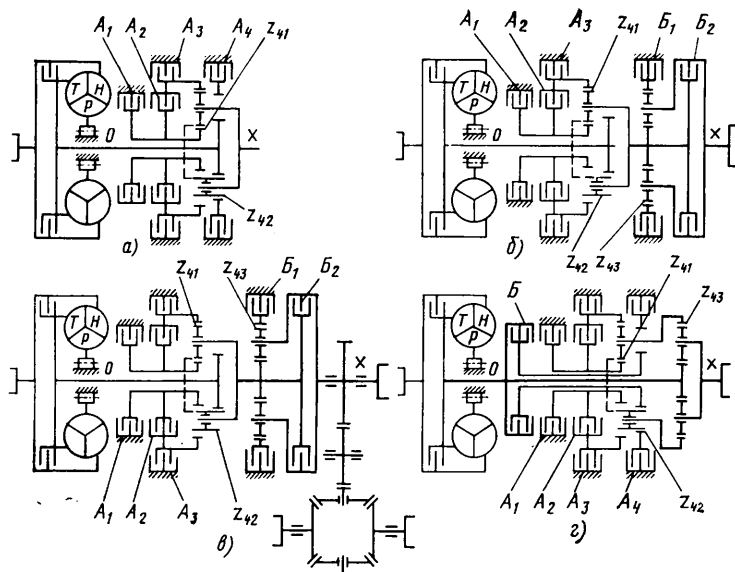 A₁ A₂ A₃ A₄ Z₄₁
Т Н Р
O X
Z₄₂
а)
A₁ A₂ A₃ Z₄₁ Б₁ Б₂
Т Н Р
O X
Z₄₂ Z₄₃
б)
Z₄₁ Z₄₃ Б₁ Б₂
Т Н Р
O X
A₁ A₂ A₃ Z₄₂
в)
Б Z₄₁ Z₄₃
Т Н Р
O X
A₁ A₂ A₃ A₄ Z₄₂
г)